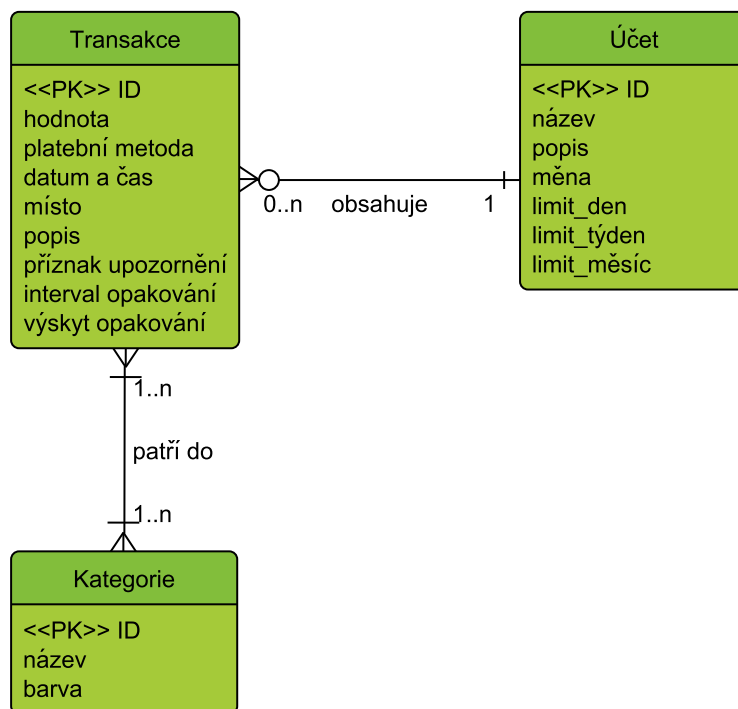 Transakce
<<PK>> ID
hodnota
platební metoda
datum a čas
místo
popis
příznak upozornění
interval opakování
výskyt opakování
0..n obsahuje 1
Účet
<<PK>> ID
název
popis
měna
limit_den
limit_týden
limit_měsíc
1..n
patří do
1..n
Kategorie
<<PK>> ID
název
barva